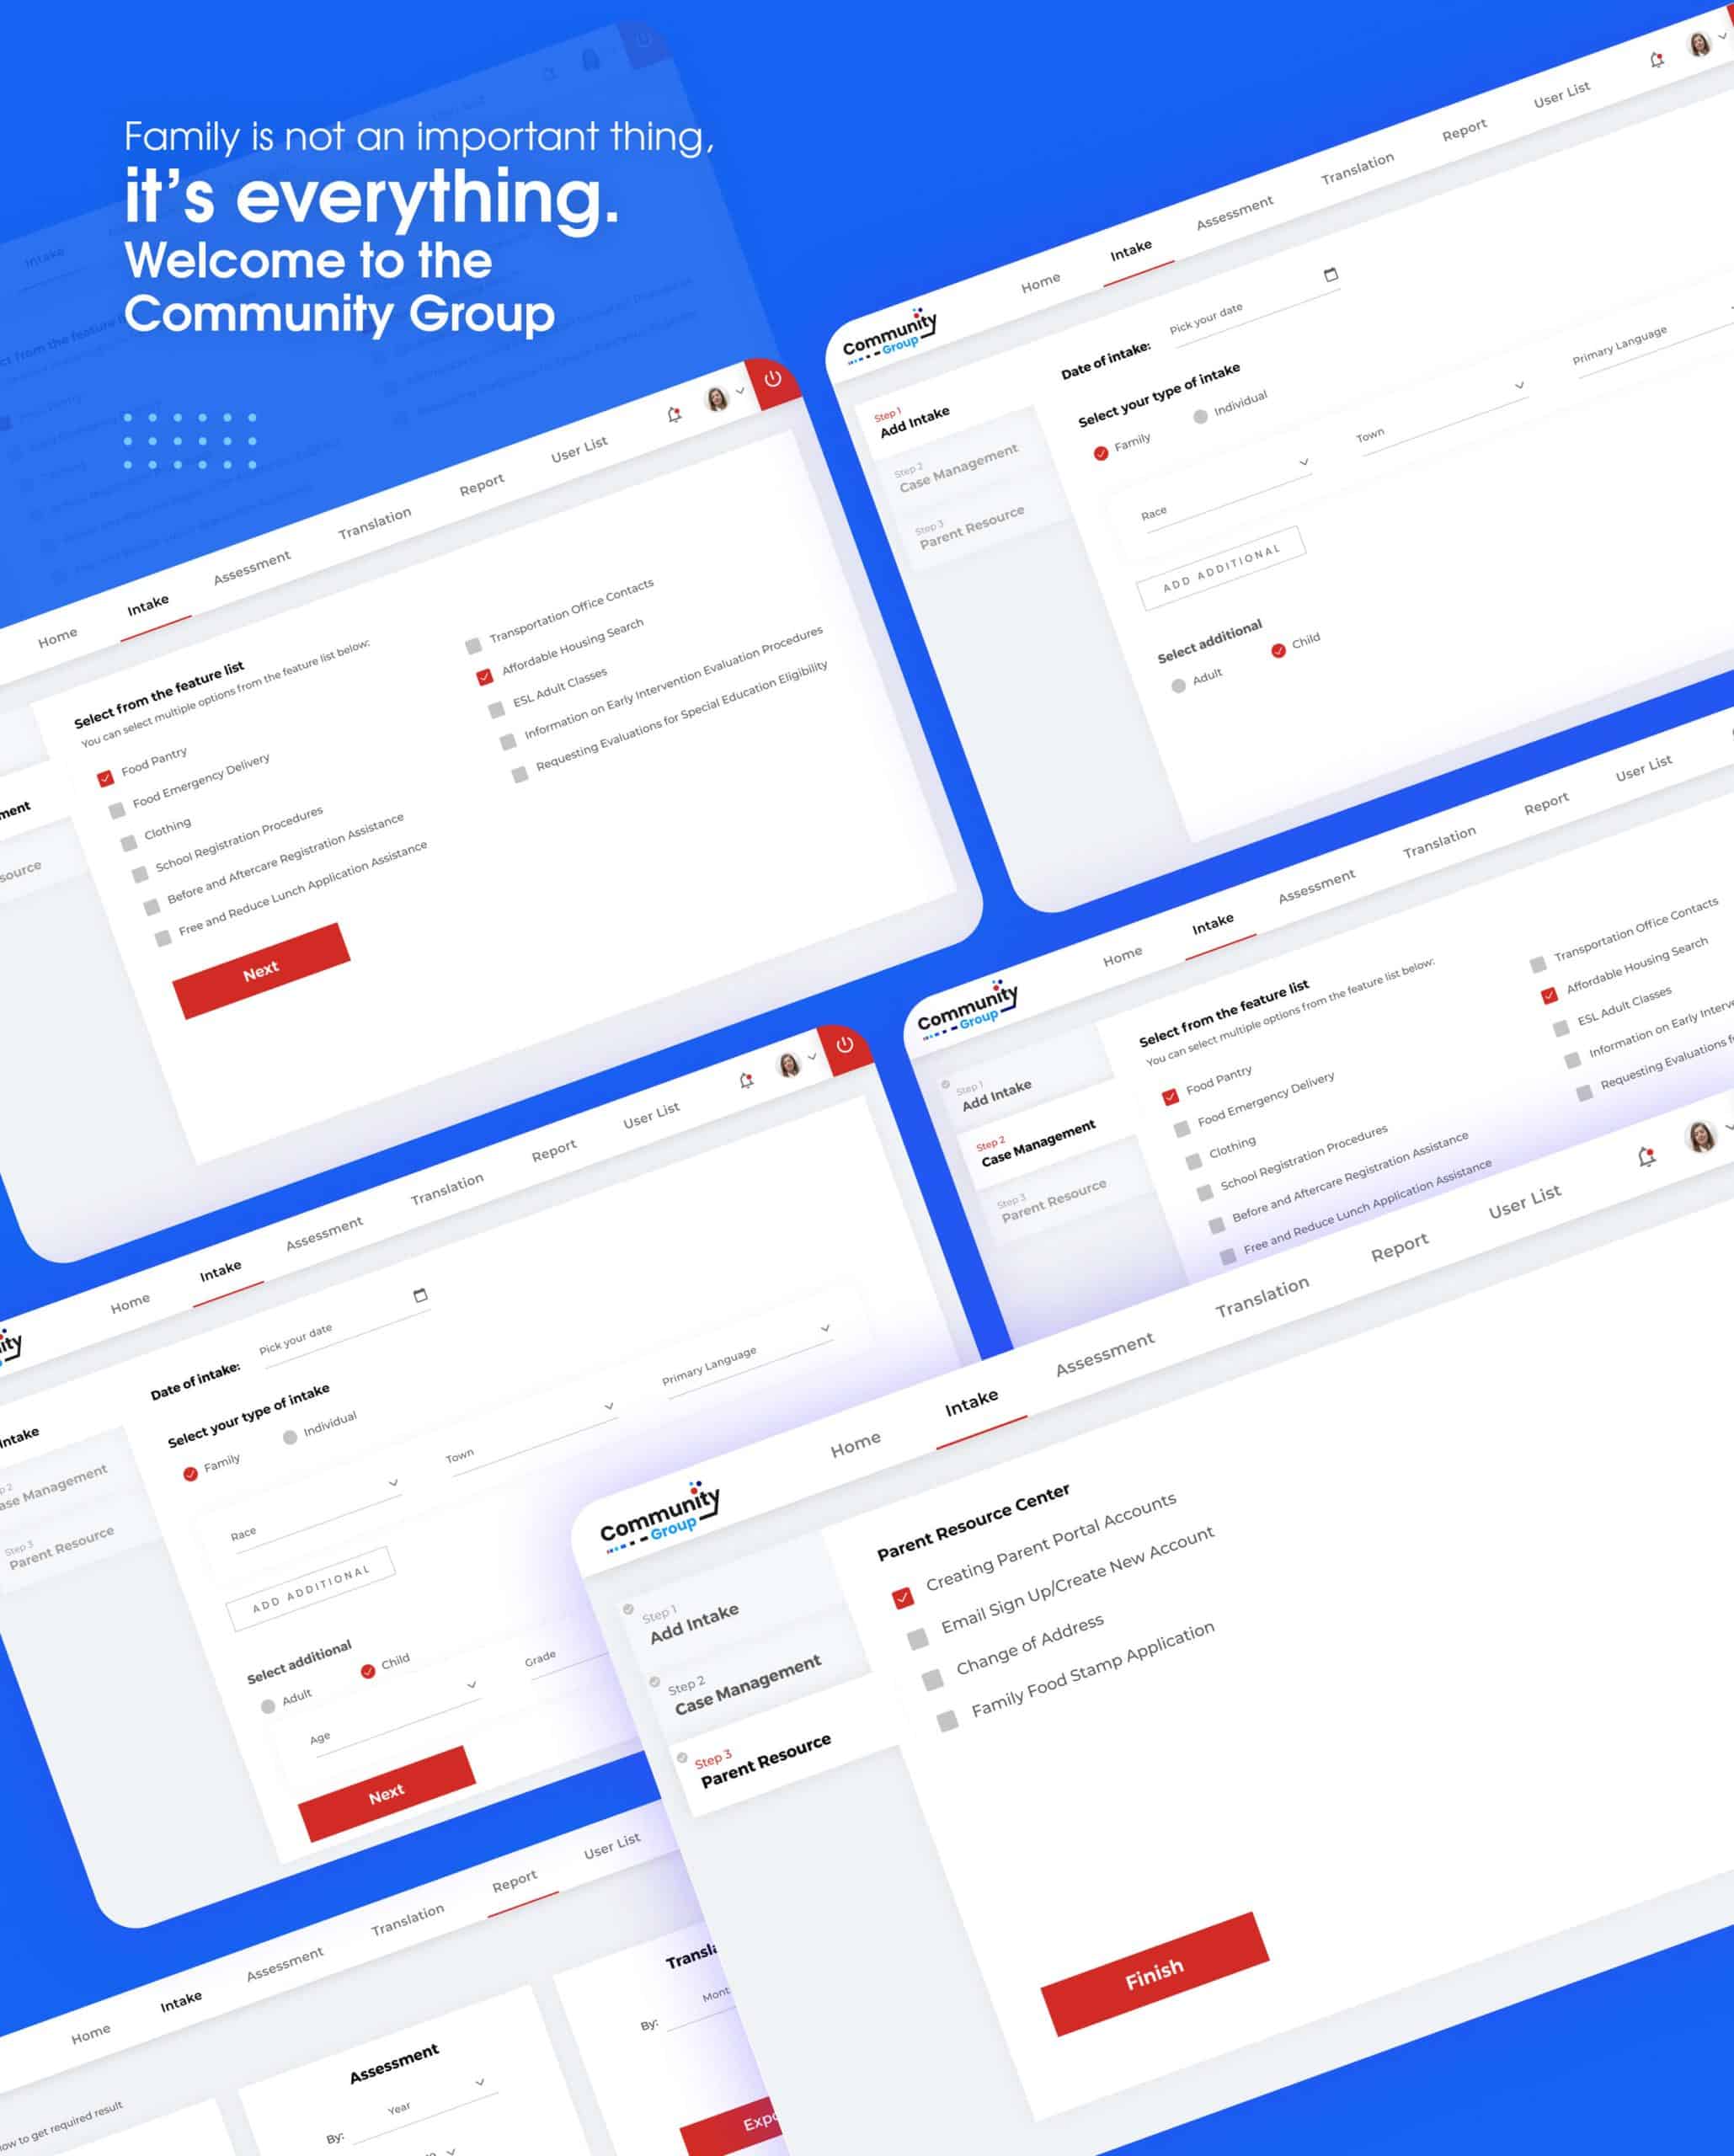 Family is not an important thing,
it's everything.
Welcome to the
Community Group
Intake
Home
Intake
Assessment
Translation
Report
User List
Select from the feature list
You can select multiple options from the feature list below:
Food Pantry
Food Emergency Delivery
Clothing
School Registration Procedures
Before and Aftercare Registration Assistance
Free and Reduce Lunch Application Assistance
Transportation Office Contacts
Affordable Housing Search
ESL Adult Classes
Information on Early Intervention Evaluation Procedures
Requesting Evaluations for Special Education Eligibility
ment
source
Next
Community
Group
Home
Intake
Assessment
Translation
Report
User List
Step 1
Add Intake
Step 2
Case Management
Step 3
Parent Resource
Date of intake:
Pick your date
Select your type of intake
Family
Individual
Race
Town
Primary Language
ADD ADDITIONAL
Select additional
Adult
Child
Community
Group
Home
Intake
Assessment
Translation
Report
User List
Step 1
Add Intake
Step 2
Case Management
Step 3
Parent Resource
Select from the feature list
You can select multiple options from the feature list below:
Food Pantry
Food Emergency Delivery
Clothing
School Registration Procedures
Before and Aftercare Registration Assistance
Free and Reduce Lunch Application Assistance
Transportation Office Contacts
Affordable Housing Search
ESL Adult Classes
Information on Early Interve
Requesting Evaluations f
ity
Home
Intake
Assessment
Translation
Report
User List
Intake
p 2
ase Management
Step 3
Parent Resource
Date of intake:
Pick your date
Select your type of intake
Family
Individual
Race
Town
Primary Language
ADD ADDITIONAL
Select additional
Adult
Child
Age
Grade
Next
Community
Group
Home
Intake
Assessment
Translation
Report
User List
Step 1
Add Intake
Step 2
Case Management
Step 3
Parent Resource
Parent Resource Center
Creating Parent Portal Accounts
Email Sign Up/Create New Account
Change of Address
Family Food Stamp Application
Finish
Home
Intake
Assessment
Translation
Report
User List
ow to get required result
Assessment
By:
Year
Transla
By:
Mont
Expo